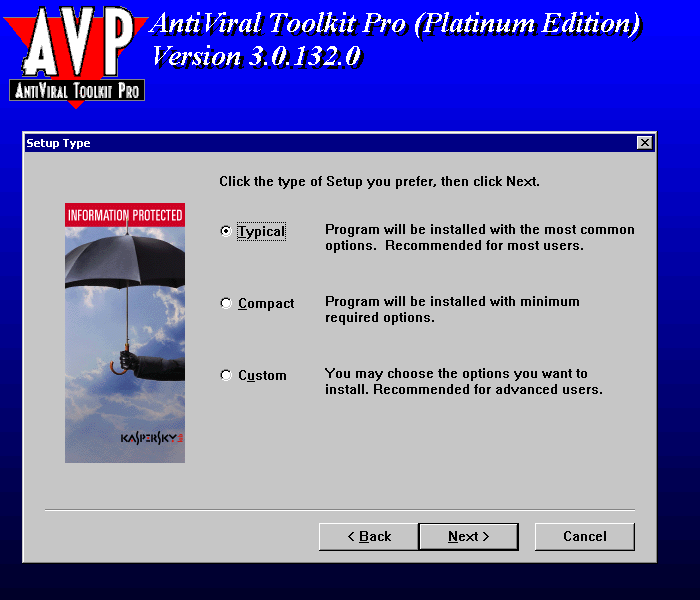 AVP
ANTIVIRAL TOOLKIT PRO
AntiViral Toolkit Pro (Platinum Edition)
Version 3.0.132.0
Setup Type
Click the type of Setup you prefer, then click Next.
INFORMATION PROTECTED
Typical
Program will be installed with the most common
options.  Recommended for most users.
Compact
Program will be installed with minimum
required options.
Custom
You may choose the options you want to
install. Recommended for advanced users.
KASPERSKY
< Back
Next >
Cancel